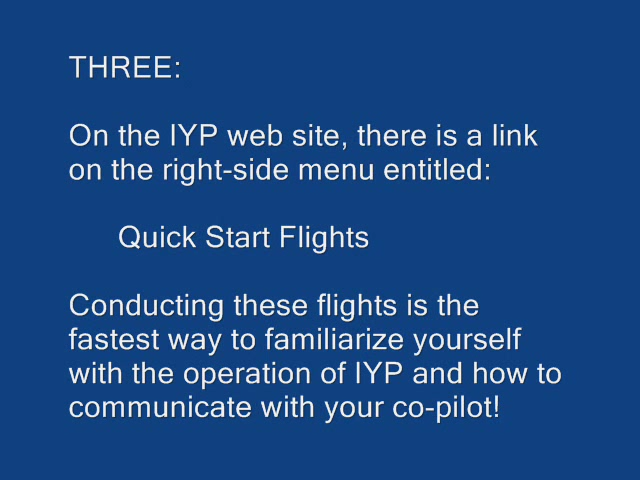 THREE:
On the IYP web site, there is a link
on the right-side menu entitled:
Quick Start Flights
Conducting these flights is the
fastest way to familiarize yourself
with the operation of IYP and how to
communicate with your co-pilot!